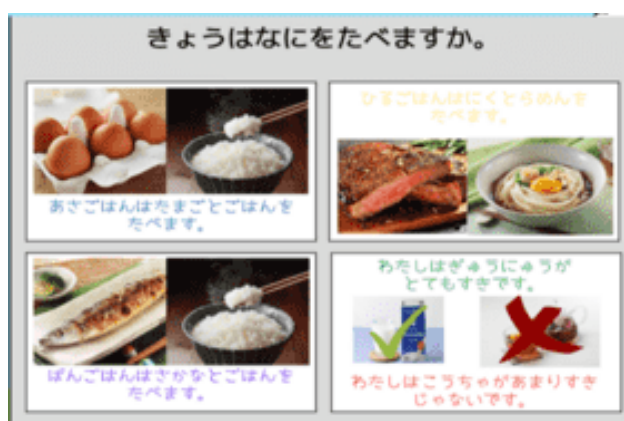 きょうはなにをたべますか。
あさごはんはたまごとごはんを
たべます。
ひるごはんはにくとらめんを
たべます。
ばんごはんはさかなとごはんを
たべます。
わたしはぎゅうにゅうが
とてもすきです。
わたしはこうちゃがあまりすき
じゃないです。